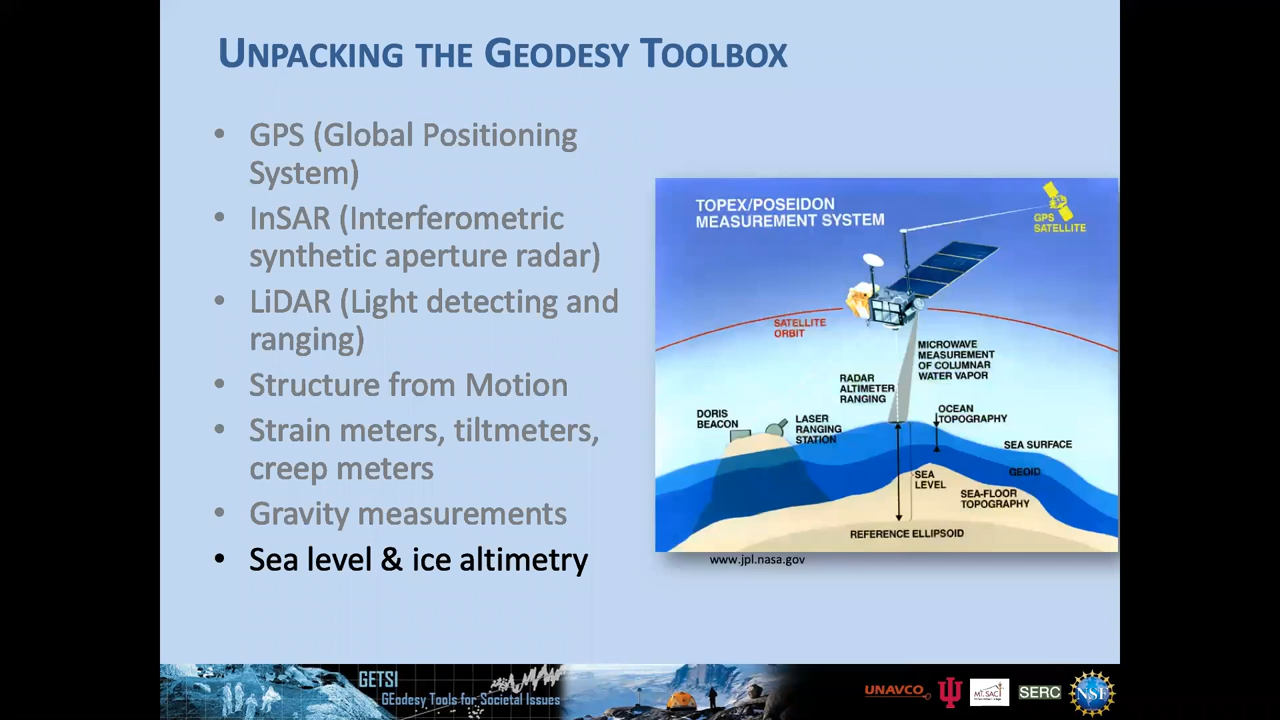 UNPACKING THE GEODESY TOOLBOX
• GPS (Global Positioning
System)
• InSAR (Interferometric
synthetic aperture radar)
• LiDAR (Light detecting and
ranging)
• Structure from Motion
• Strain meters, tiltmeters,
creep meters
• Gravity measurements
• Sea level & ice altimetry
TOPEX/POSEIDON
MEASUREMENT SYSTEM
GPS
SATELLITE
SATELLITE
ORBIT
MICROWAVE
MEASUREMENT
OF COLUMNAR
WATER VAPOR
RADAR
ALTIMETER
RANGING
DORIS
BEACON
LASER
RANGING
STATION
OCEAN
TOPOGRAPHY
SEA SURFACE
GEOID
SEA
LEVEL
SEA-FLOOR
TOPOGRAPHY
REFERENCE ELLIPSOID
www.jpl.nasa.gov
GETSI
GEodesy Tools for Societal Issues
UNAVCO
MT. SAC
SERC
NSF